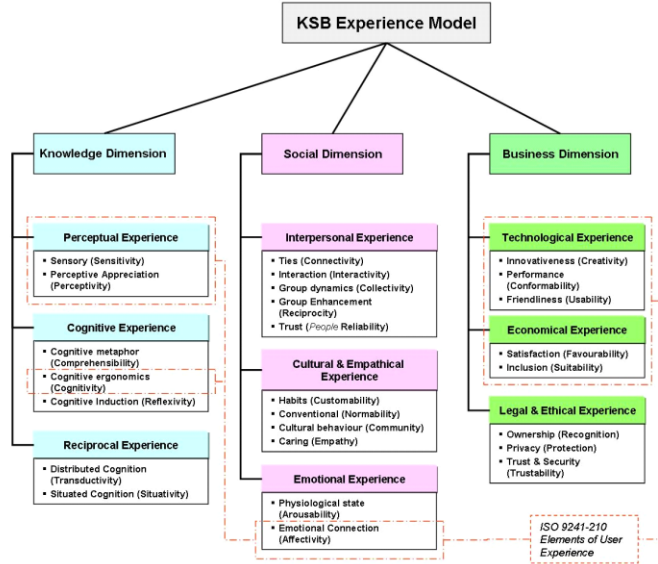 KSB Experience Model
Knowledge Dimension
Perceptual Experience
▪ Sensory (Sensitivity)
▪ Perceptive Appreciation
(Perceptivity)
Cognitive Experience
▪ Cognitive metaphor
(Comprehensibility)
▪ Cognitive ergonomics
(Cognitivity)
▪ Cognitive Induction (Reflexivity)
Reciprocal Experience
▪ Distributed Cognition
(Transductivity)
▪ Situated Cognition (Situativity)
Social Dimension
Interpersonal Experience
▪ Ties (Connectivity)
▪ Interaction (Interactivity)
▪ Group dynamics (Collectivity)
▪ Group Enhancement
(Reciprocity)
▪ Trust (People Reliability)
Cultural & Empathical
Experience
▪ Habits (Customability)
▪ Conventional (Normability)
▪ Cultural behaviour (Community)
▪ Caring (Empathy)
Emotional Experience
▪ Physiological state
(Arousability)
▪ Emotional Connection
(Affectivity)
Business Dimension
Technological Experience
▪ Innovativeness (Creativity)
▪ Performance
(Conformability)
▪ Friendliness (Usability)
Economical Experience
▪ Satisfaction (Favourability)
▪ Inclusion (Suitability)
Legal & Ethical Experience
▪ Ownership (Recognition)
▪ Privacy (Protection)
▪ Trust & Security
(Trustability)
ISO 9241-210
Elements of User
Experience